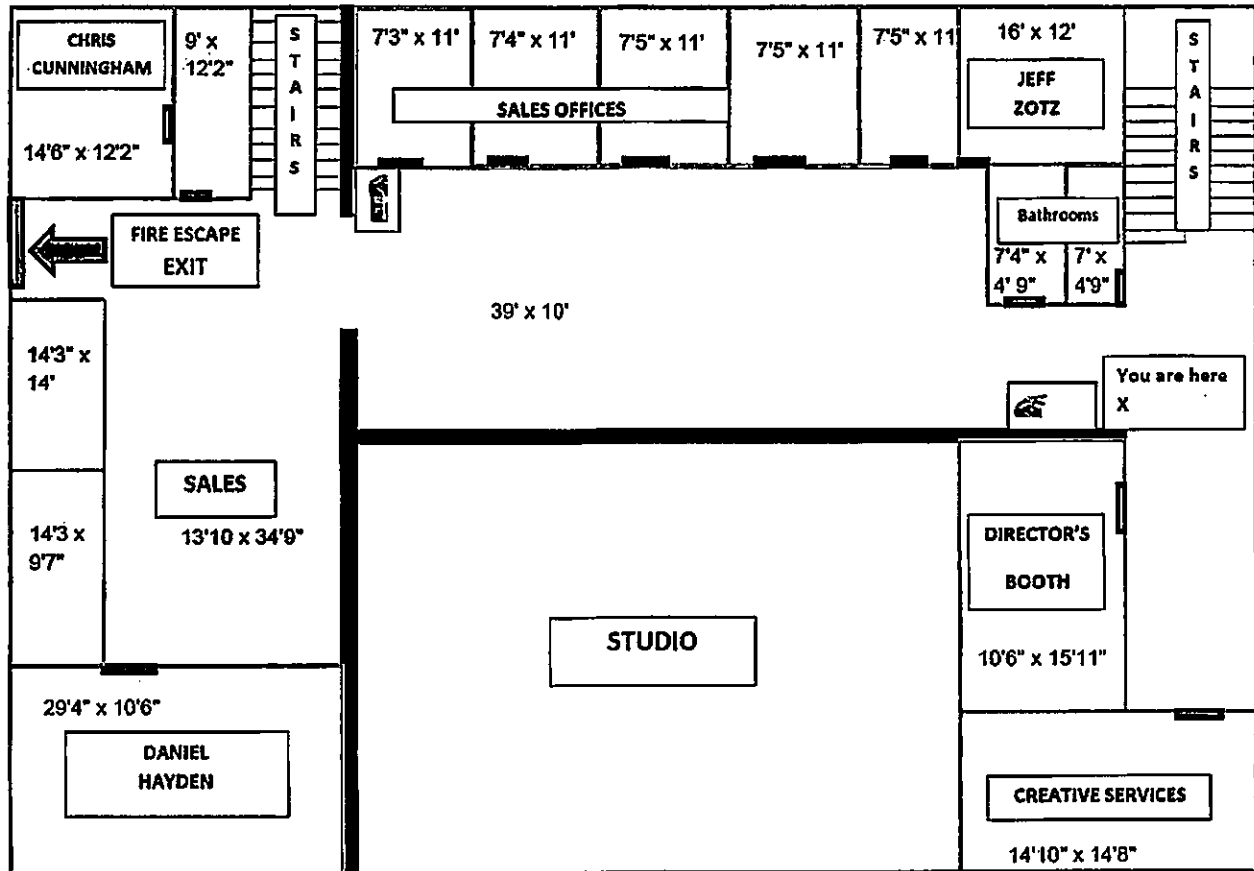 CHRIS
CUNNINGHAM
14'6" x 12'2"
9' x
12'2"
S
T
A
I
R
S
7'3" x 11'
7'4" x 11'
7'5" x 11'
7'5" x 11'
7'5" x 11
SALES OFFICES
16' x 12'
JEFF
ZOTZ
S
T
A
I
R
S
Bathrooms
7'4" x
4' 9"
7' x
4'9"
FIRE ESCAPE
EXIT
39' x 10'
You are here
X
14'3" x
14'
SALES
13'10 x 34'9"
14'3 x
9'7"
DIRECTOR'S
BOOTH
10'6" x 15'11"
STUDIO
29'4" x 10'6"
DANIEL
HAYDEN
CREATIVE SERVICES
14'10" x 14'8"